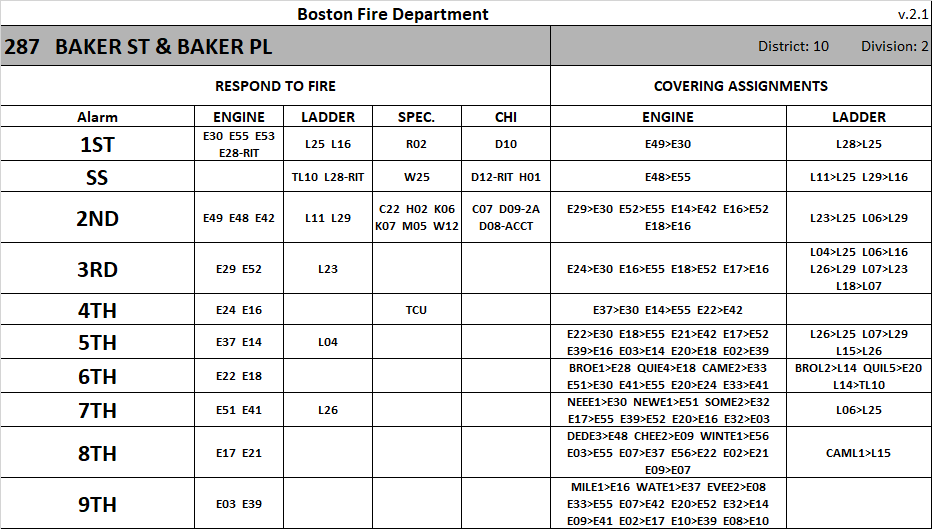 Boston Fire Department v.2.1
287 BAKER ST & BAKER PL District: 10 Division: 2
RESPOND TO FIRE COVERING ASSIGNMENTS
Alarm ENGINE LADDER SPEC. CHI ENGINE LADDER
E30 E55 E53
1ST L25 L16 R02 D10 E49>E30 L28>L25
E28-RIT
SS TL10 L28-RIT W25 D12-RIT H01 E48>E55 L11>L25 L29>L16
C22 H02 K06 C07 D09-2A E29>E30 E52>E55 E14>E42 E16>E52
2ND E49 E48 E42 L11 L29 L23>L25 L06>L29
K07 M05 W12 D08-ACCT E18>E16
L04>L25 L06>L16
3RD E29 E52 L23 E24>E30 E16>E55 E18>E52 E17>E16 L26>L29 L07>L23
L18>L07
4TH E24 E16 TCU E37>E30 E14>E55 E22>E42
E22>E30 E18>E55 E21>E42 E17>E52 L26>L25 L07>L29
5TH E37 E14 L04
E39>E16 E03>E14 E20>E18 E02>E39 L15>L26
BROE1>E28 QUIE4>E18 CAME2>E33 BROL2>L14 QUIL5>E20
6TH E22 E18
E51>E30 E41>E55 E20>E24 E33>E41 L14>TL10
NEEE1>E30 NEWE1>E51 SOME2>E32
7TH E51 E41 L26 L06>L25
E17>E55 E39>E52 E20>E16 E32>E03
DEDE3>E48 CHEE2>E09 WINTE1>E56
8TH E17 E21 E03>E55 E07>E37 E56>E22 E02>E21 CAML1>L15
E09>E07
MILE1>E16 WATE1>E37 EVEE2>E08
9TH E03 E39 E33>E55 E07>E42 E20>E52 E32>E14
E09>E41 E02>E17 E10>E39 E08>E10